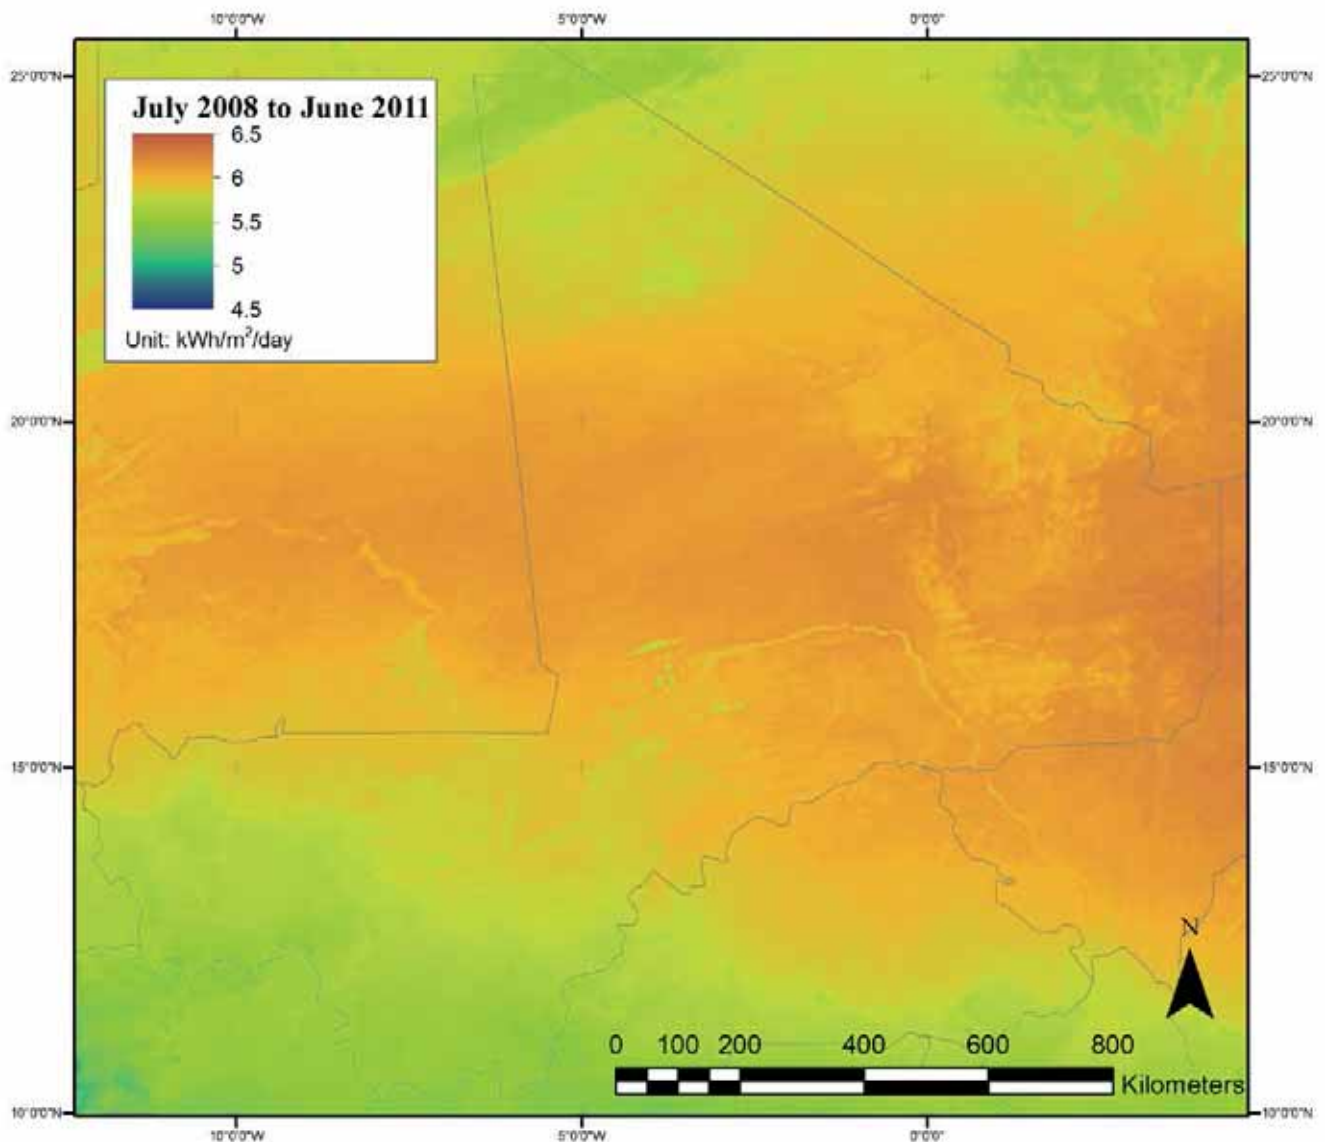 10°0'0"W 5°0'0"W 0°0'0"
25°0'0"N 25°0'0"N
July 2008 to June 2011
6.5
6
5.5
5
4.5
Unit: kWh/m²/day
20°0'0"N 20°0'0"N
15°0'0"N 15°0'0"N
N
0 100 200 400 600 800
Kilometers
10°0'0"N 10°0'0"N
10°0'0"W 5°0'0"W 0°0'0"